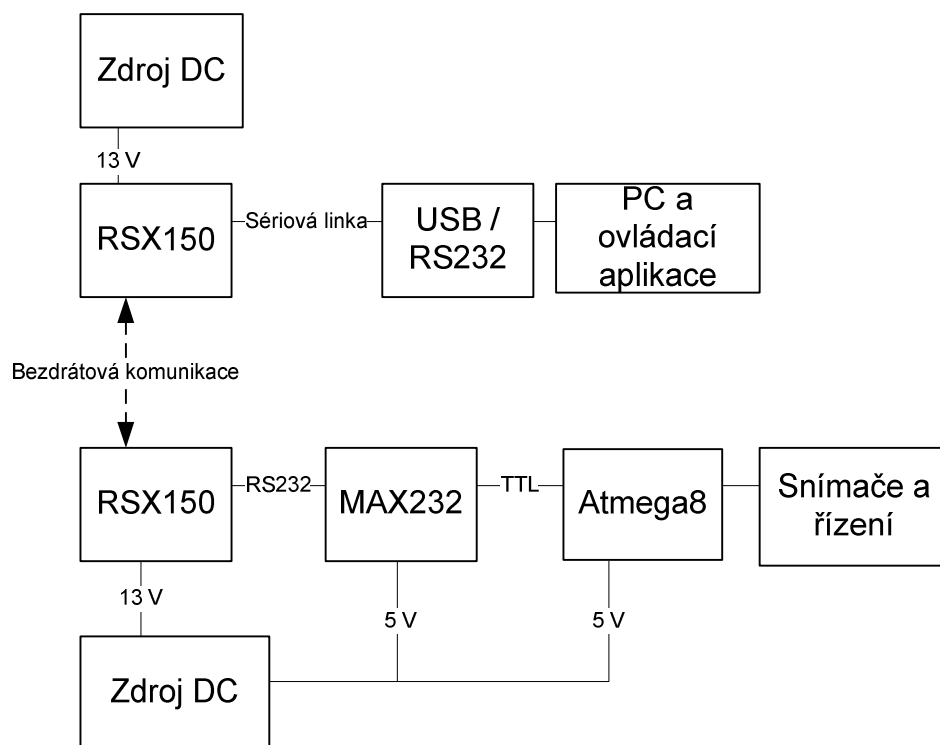 Zdroj DC
13 V
RSX150
Sériová linka
USB /
RS232
PC a
ovládací
aplikace
Bezdrátová komunikace
RSX150
RS232
MAX232
TTL
Atmega8
Snímače a
řízení
13 V
5 V
5 V
Zdroj DC